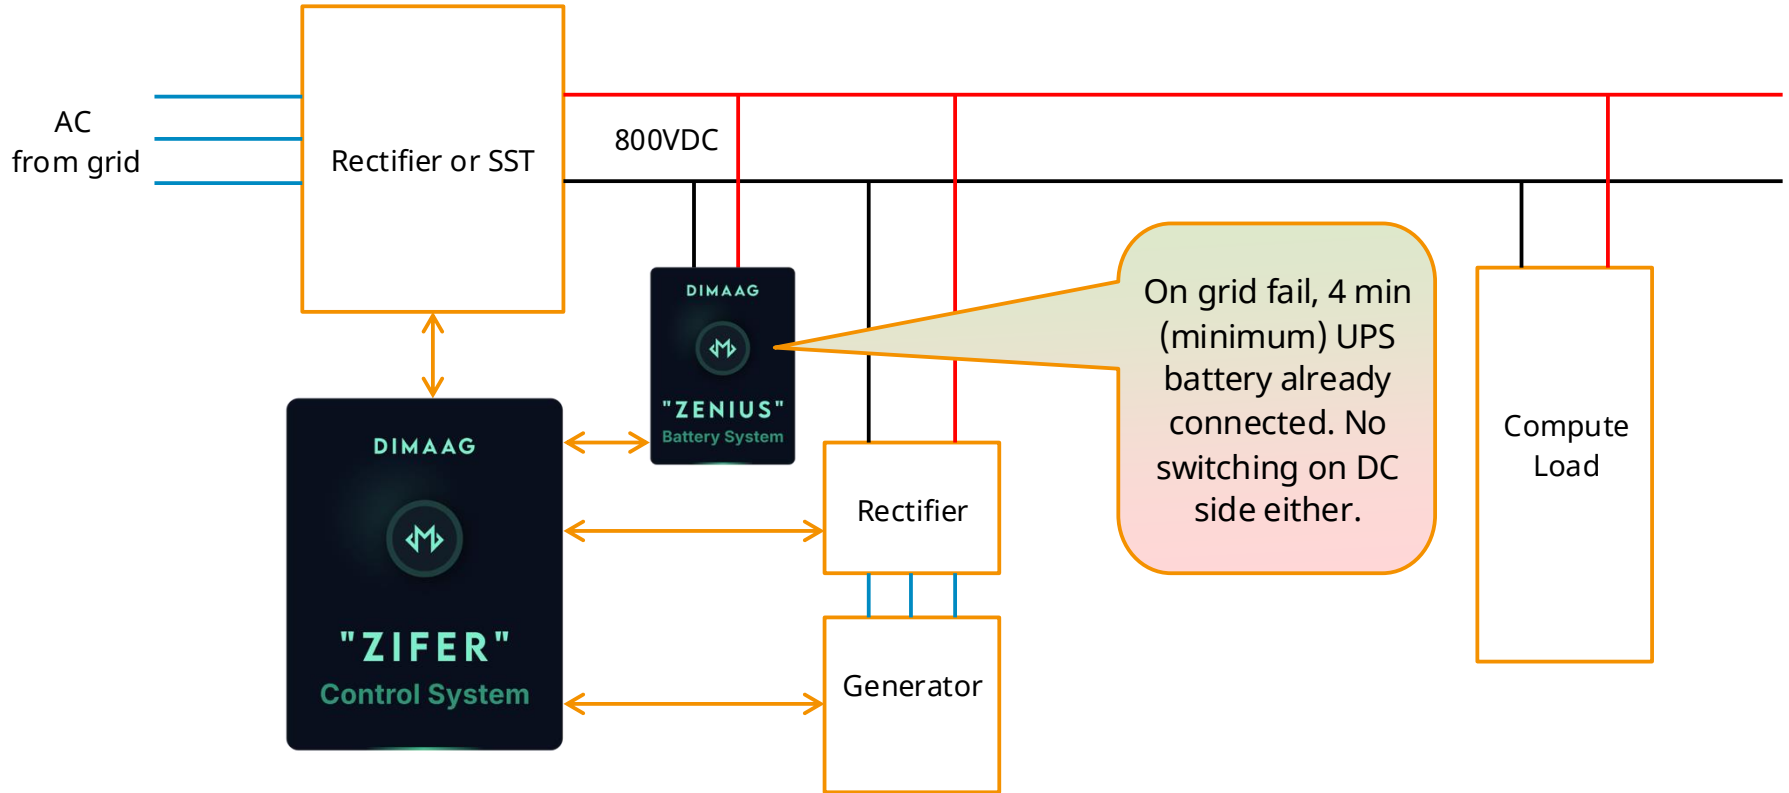 AC
from grid
Rectifier or SST
800VDC
DIMAAG
"ZENIUS"
Battery System
On grid fail, 4 min
(minimum) UPS
battery already
connected. No
switching on DC
side either.
Compute
Load
DIMAAG
"ZIFER"
Control System
Rectifier
Generator